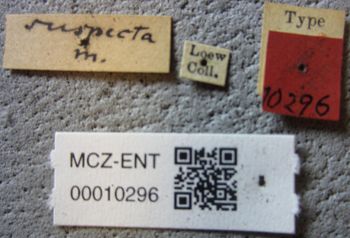 suspecta
m.
Loew
Coll.
Type
10296
MCZ-ENT
00010296